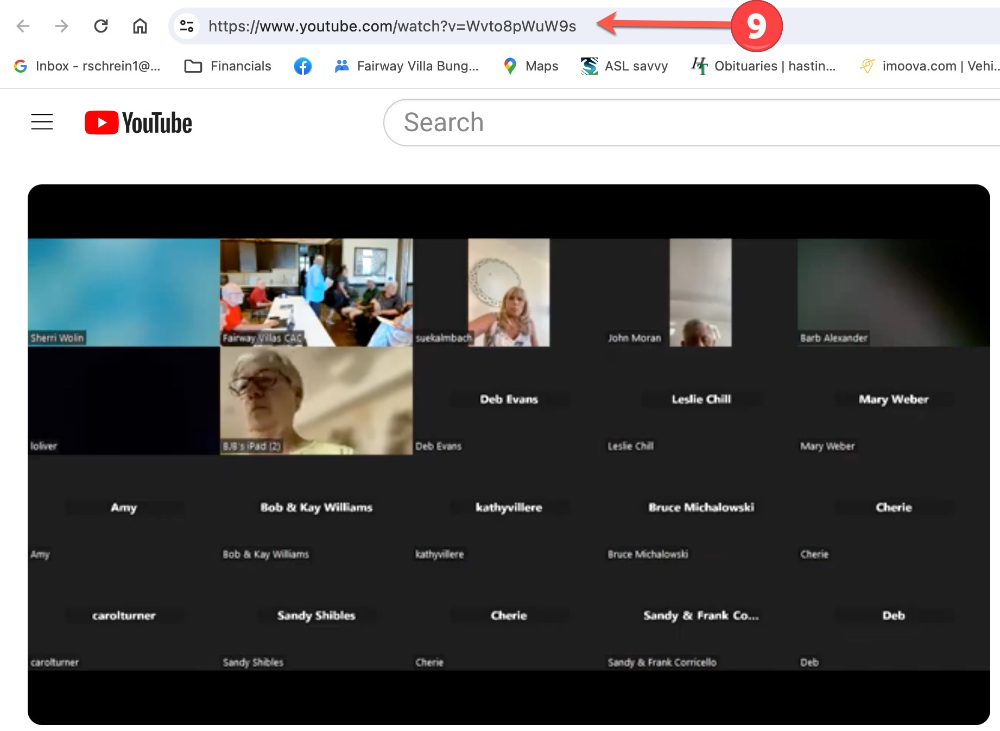 https://www.youtube.com/watch?v=Wvto8pWuW9s
9
Inbox - rschrein1@... Financials Fairway Villa Bung... Maps ASL savvy Obituaries | hastin... imoova.com | Vehi...
YouTube
Search
Sherri Wolin Fairway Villas CAC suekalmbach John Moran Barb Alexander
Deb Evans Leslie Chill Mary Weber
loliver BJB's iPad (2) Deb Evans Leslie Chill Mary Weber
Amy Bob & Kay Williams kathyvillere Bruce Michalowski Cherie
Amy Bob & Kay Williams kathyvillere Bruce Michalowski Cherie
carolturner Sandy Shibles Cherie Sandy & Frank Co... Deb
carolturner Sandy Shibles Cherie Sandy & Frank Corricello Deb